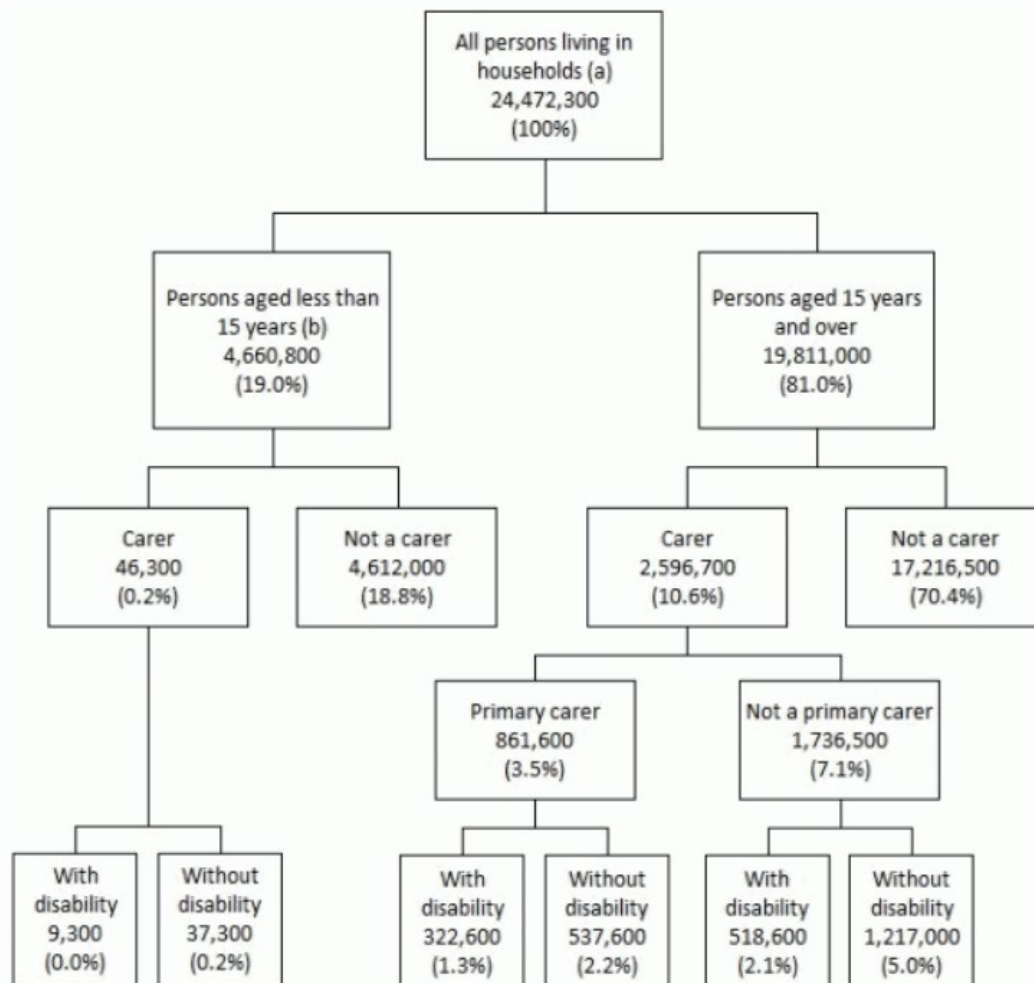 All persons living in
households (a)
24,472,300
(100%)
Persons aged less than
15 years (b)
4,660,800
(19.0%)
Persons aged 15 years
and over
19,811,000
(81.0%)
Carer
46,300
(0.2%)
Not a carer
4,612,000
(18.8%)
Carer
2,596,700
(10.6%)
Not a carer
17,216,500
(70.4%)
Primary carer
861,600
(3.5%)
Not a primary carer
1,736,500
(7.1%)
With
disability
9,300
(0.0%)
Without
disability
37,300
(0.2%)
With
disability
322,600
(1.3%)
Without
disability
537,600
(2.2%)
With
disability
518,600
(2.1%)
Without
disability
1,217,000
(5.0%)